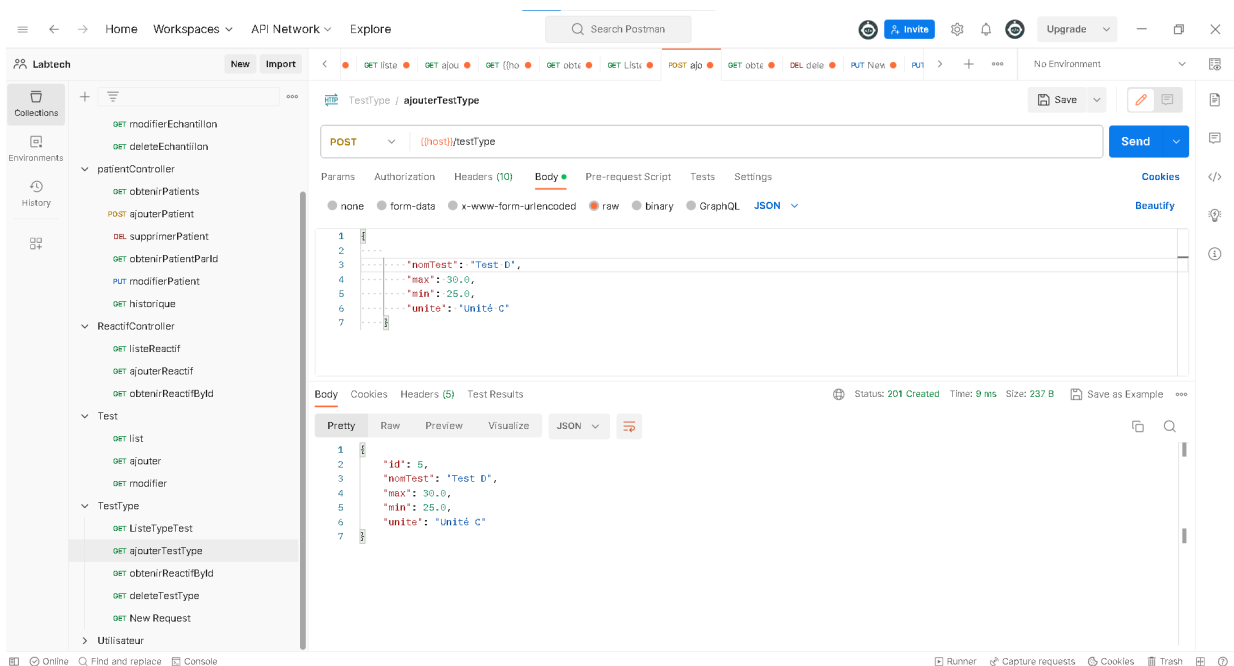 Home Workspaces API Network Explore Search Postman Invite Upgrade
Labtech New Import GET liste GET ajou GET {{ho GET obte GET Liste POST ajo GET obte DEL dele PUT New PUT No Environment
Collections
Environments
History
GET modifierEchantillon
GET deleteEchantiilon
patientController
GET obtenirPatients
POST ajouterPatient
DEL supprimerPatient
GET obtenirPatientParId
PUT modifierPatient
GET historique
ReactifController
GET listeReactif
GET ajouterReactif
GET obtenirReactifById
Test
GET list
GET ajouter
GET modifier
TestType
GET ListeTypeTest
GET ajouterTestType
GET obtenirReactifById
GET deleteTestType
GET New Request
Utilisateur
HTTP TestType / ajouterTestType Save
POST {{host}}/testType Send
Params Authorization Headers (10) Body Pre-request Script Tests Settings Cookies
none form-data x-www-form-urlencoded raw binary GraphQL JSON Beautify
1 {
2
3 "nomTest": "Test D",
4 "max": 30.0,
5 "min": 25.0,
6 "unite": "Unité C"
7 }
Body Cookies Headers (5) Test Results Status: 201 Created Time: 9 ms Size: 237 B Save as Example
Pretty Raw Preview Visualize JSON
1 {
2 "id": 5,
3 "nomTest": "Test D",
4 "max": 30.0,
5 "min": 25.0,
6 "unite": "Unité C"
7 }
Online Find and replace Console Runner Capture requests Cookies Trash